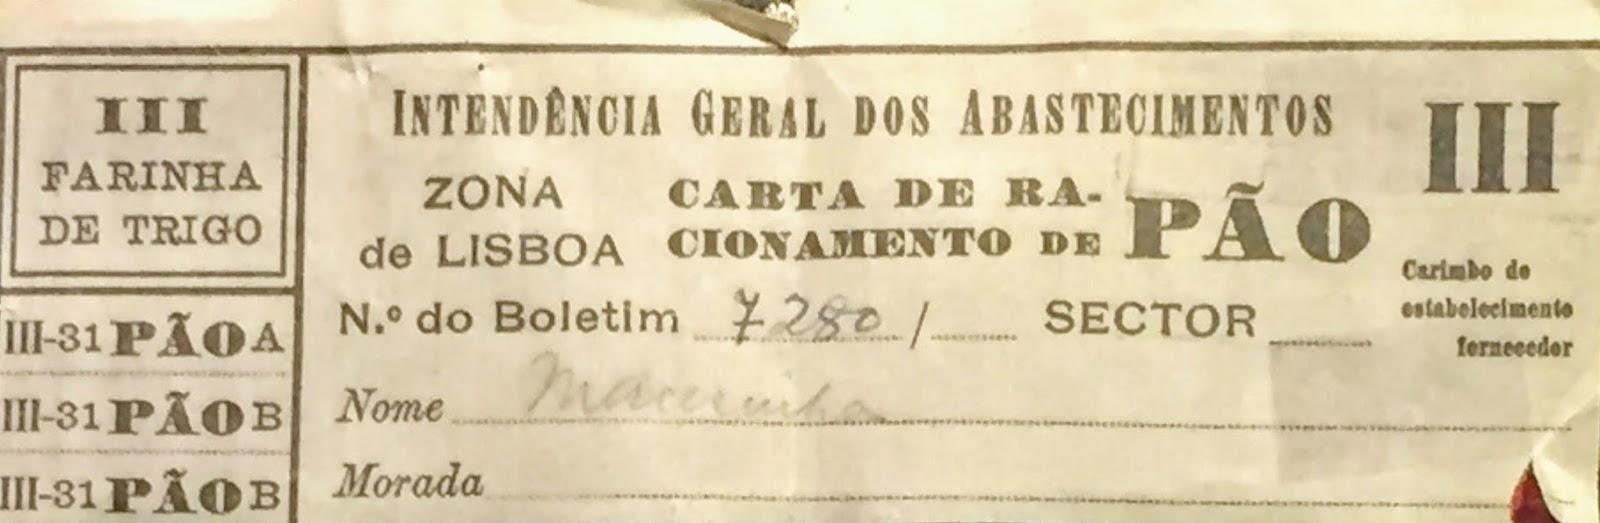 III
FARINHA
DE TRIGO
III-31 PÃO A
III-31 PÃO B
III-31 PÃO B
INTENDÊNCIA GERAL DOS ABASTECIMENTOS
ZONA
de LISBOA
CARTA DE RA-
CIONAMENTO DE PÃO
N.º do Boletim 7280 / SECTOR
Nome
Morada
III
Carimbo do
estabelecimento
fornecedor